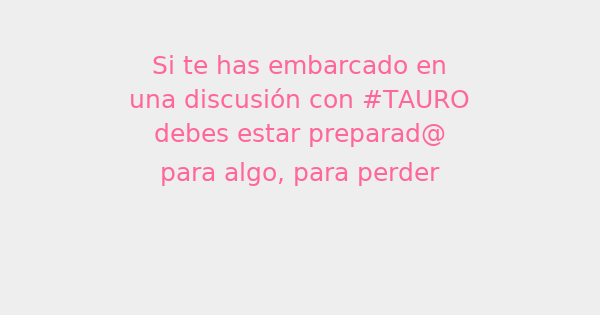 Si te has embarcado en
una discusión con #TAURO
debes estar preparad@
para algo, para perder